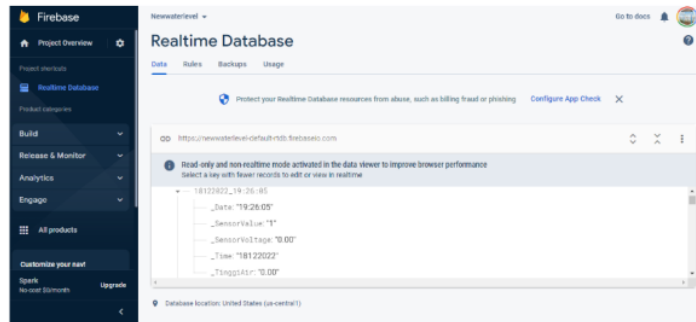 Firebase
Project Overview
Project shortcuts
Realtime Database
Product categories
Build
Release & Monitor
Analytics
Engage
All products
Customize your nav!
Spark
No-cost $0/month
Upgrade
Newwaterlevel
Go to docs
Realtime Database
Data Rules Backups Usage
Protect your Realtime Database resources from abuse, such as billing fraud or phishing Configure App Check
https://newwaterlevel-default-rtdb.firebaseio.com
Read-only and non-realtime mode activated in the data viewer to improve browser performance
Select a key with fewer records to edit or view in realtime
18122022_19:26:05
_Date: "19:26:05"
_SensorValue: "1"
_SensorVoltage: "0.00"
_Time: "18122022"
_TinggiAir: "0.00"
Database location: United States (us-central1)